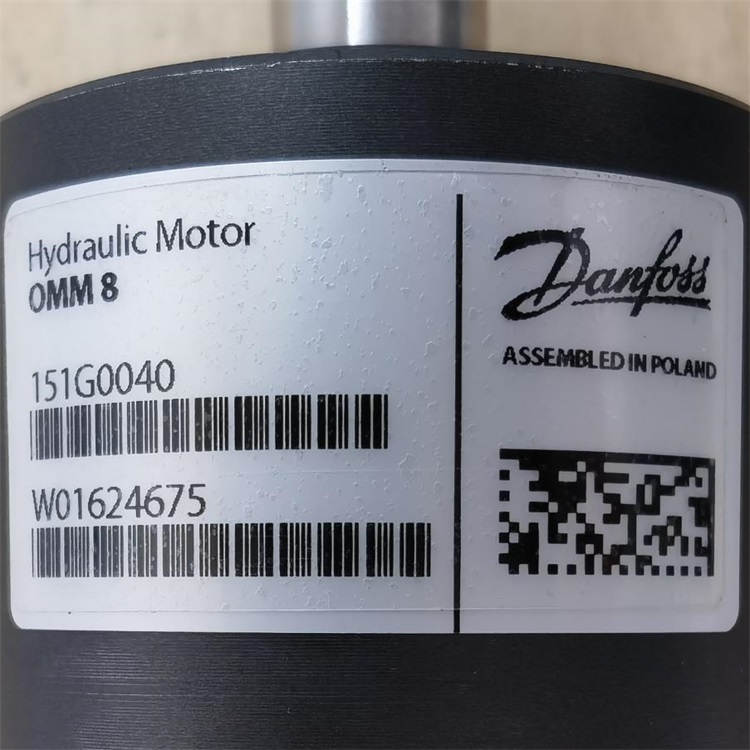 Hydraulic Motor
OMM 8
151G0040
W01624675
Danfoss
ASSEMBLED IN POLAND